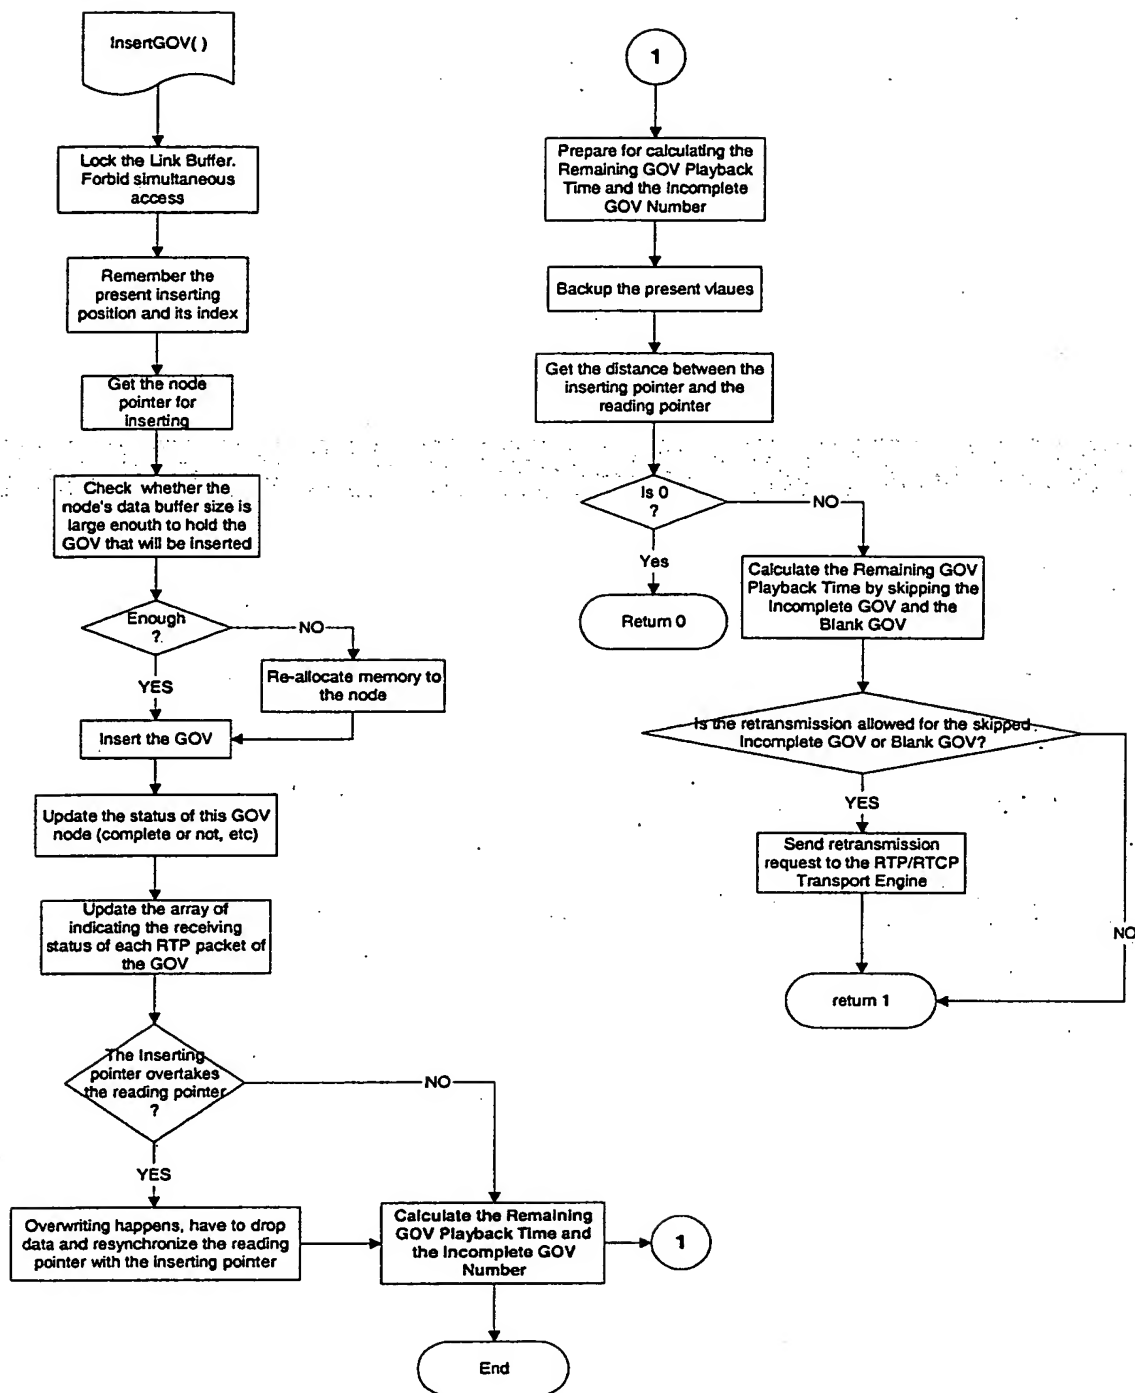 InsertGOV( )
Lock the Link Buffer.
Forbid simultaneous
access
Remember the
present inserting
position and its index
Get the node
pointer for
inserting
Check whether the
node's data buffer size is
large enouth to hold the
GOV that will be inserted
Enough
?
NO
YES
Re-allocate memory to
the node
Insert the GOV
Update the status of this GOV
node (complete or not, etc)
Update the array of
indicating the receiving
status of each RTP packet of
the GOV
The Inserting
pointer overtakes
the reading pointer
?
NO
YES
Overwriting happens, have to drop
data and resynchronize the reading
pointer with the inserting pointer
Calculate the Remaining
GOV Playback Time and
the Incomplete GOV
Number
1
End
1
Prepare for calculating the
Remaining GOV Playback
Time and the Incomplete
GOV Number
Backup the present vlaues
Get the distance between the
inserting pointer and the
reading pointer
Is 0
?
NO
Yes
Return 0
Calculate the Remaining GOV
Playback Time by skipping the
Incomplete GOV and the
Blank GOV
Is the retransmission allowed for the skipped
Incomplete GOV or Blank GOV?
YES
Send retransmission
request to the RTP/RTCP
Transport Engine
NO
return 1